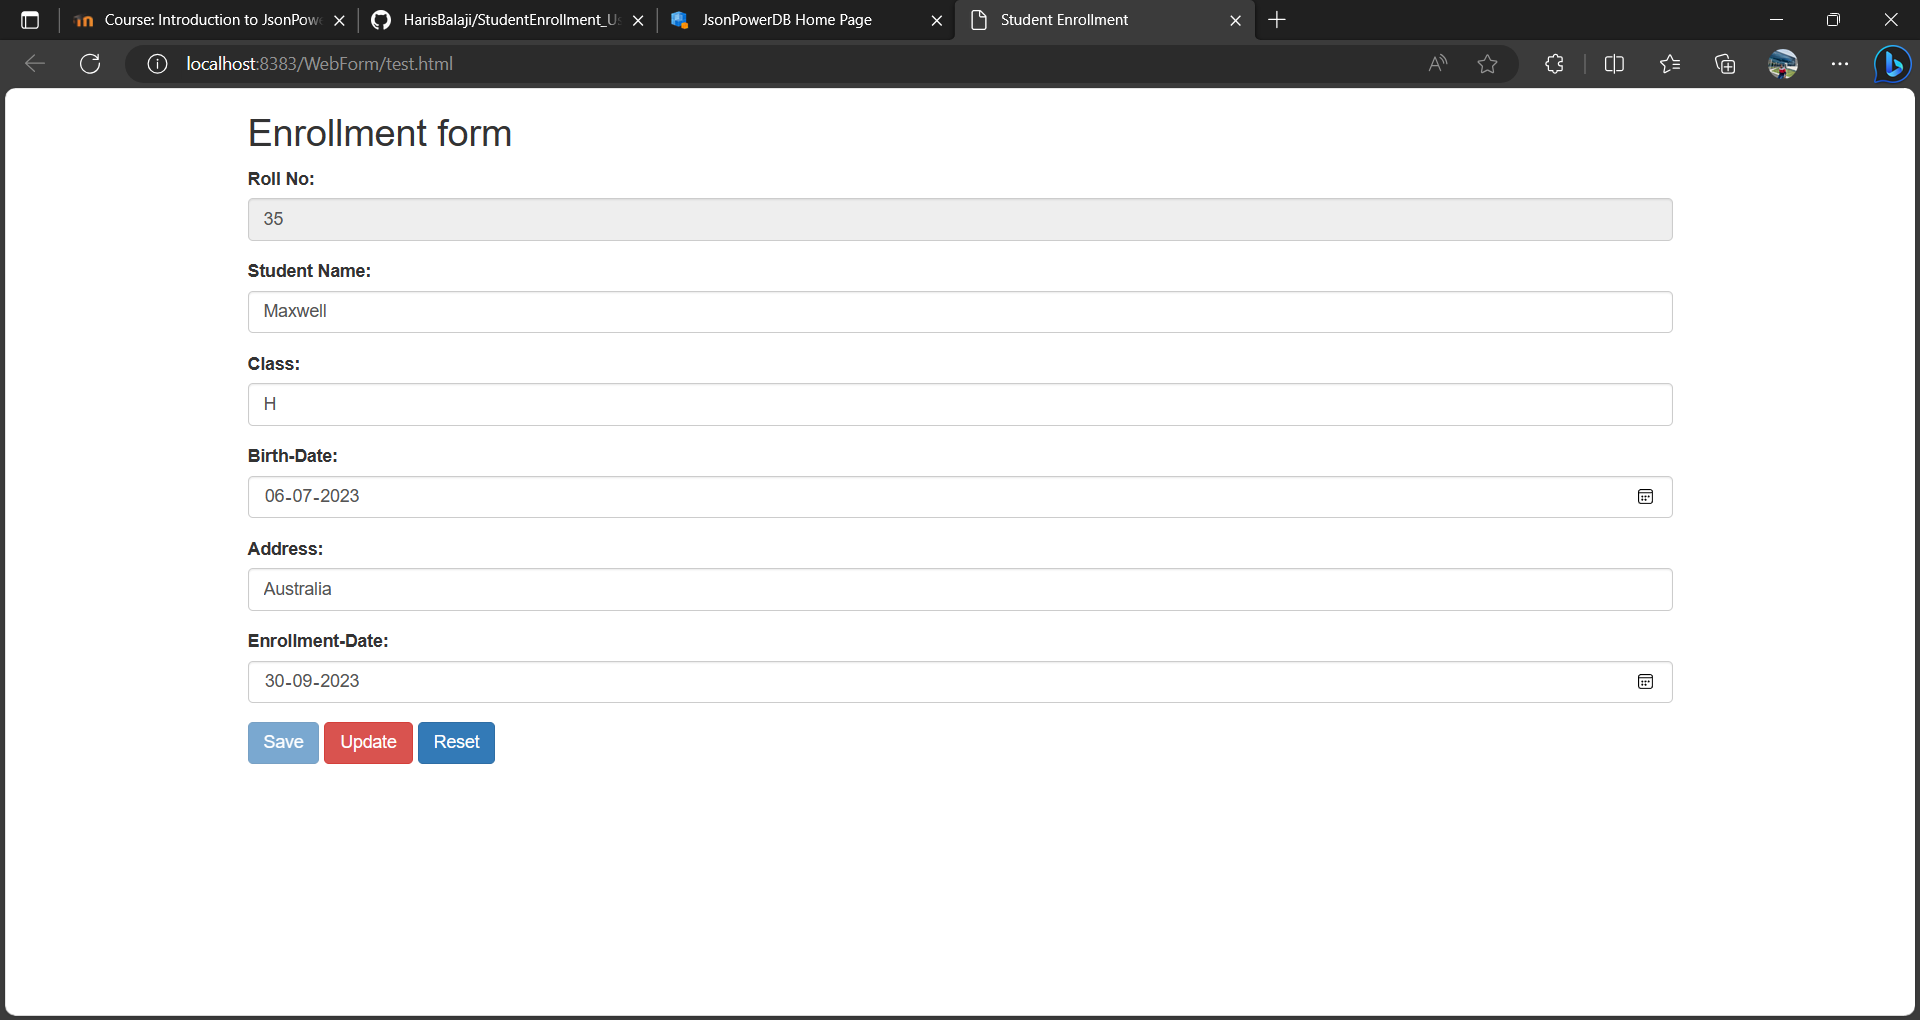 Course: Introduction to JsonPow
HarisBalaji/StudentEnrollment_Us
JsonPowerDB Home Page
Student Enrollment
localhost:8383/WebForm/test.html
Enrollment form
Roll No:
35
Student Name:
Maxwell
Class:
H
Birth-Date:
06-07-2023
Address:
Australia
Enrollment-Date:
30-09-2023
Save Update Reset